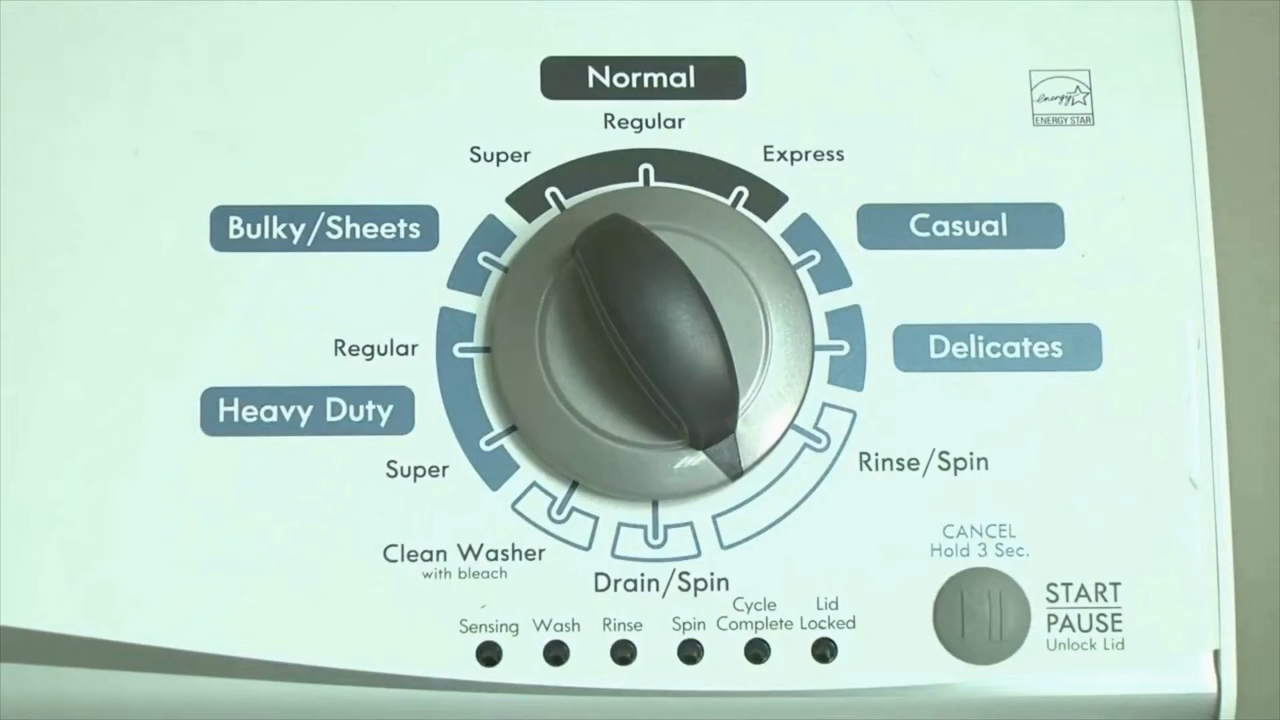 Normal
Regular
Super
Express
energy
ENERGY STAR
Bulky/Sheets
Casual
Regular
Delicates
Heavy Duty
Super
Rinse/Spin
Clean Washer
with bleach
Drain/Spin
CANCEL
Hold 3 Sec.
START
PAUSE
Unlock Lid
Sensing
Wash
Rinse
Spin
Cycle
Complete
Lid
Locked